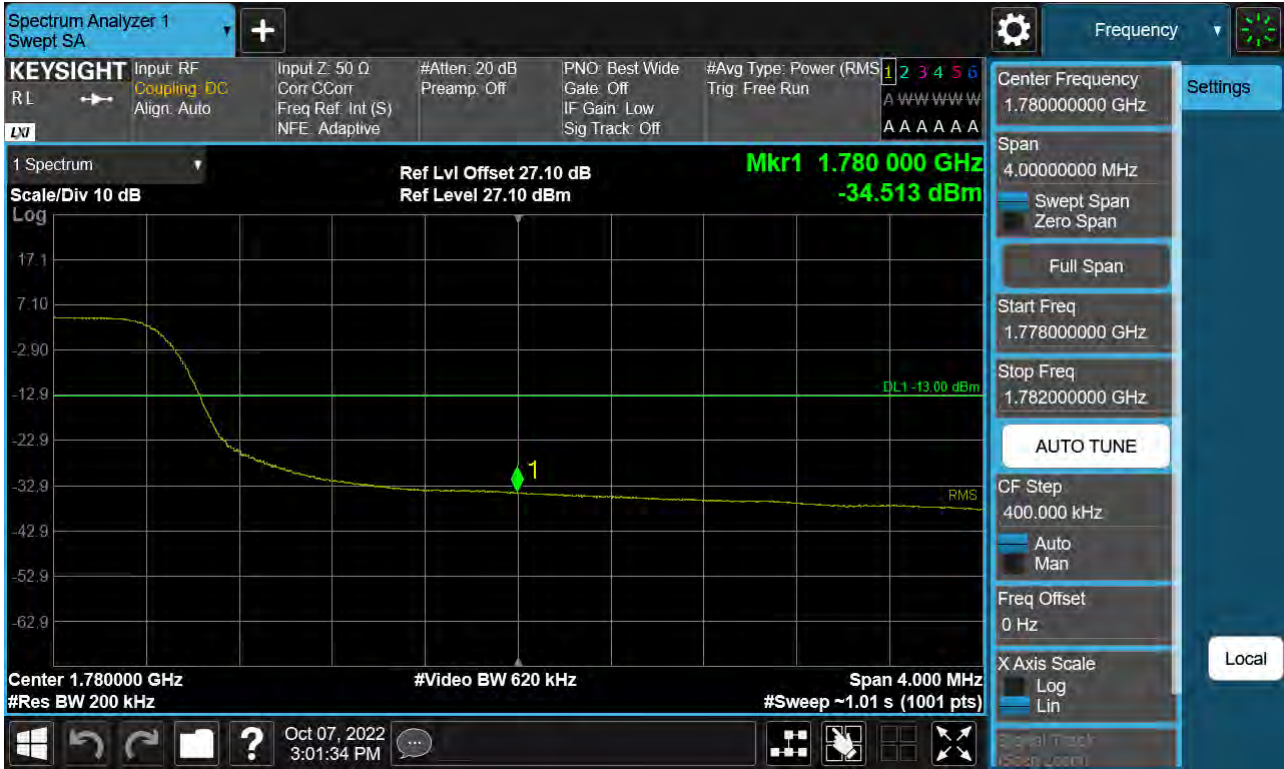 Spectrum Analyzer 1
Swept SA
Frequency
KEYSIGHT
RL
LXI
Input: RF
Coupling: DC
Align: Auto
Input Z: 50 Ω
Corr CCorr
Freq Ref: Int (S)
NFE: Adaptive
#Atten: 20 dB
Preamp: Off
PNO: Best Wide
Gate: Off
IF Gain: Low
Sig Track: Off
#Avg Type: Power (RMS
Trig: Free Run
1 2 3 4 5 6
A W W W W W
A A A A A A
1 Spectrum
Scale/Div 10 dB
Log
Ref Lvl Offset 27.10 dB
Ref Level 27.10 dBm
Mkr1 1.780 000 GHz
-34.513 dBm
17.1
7.10
-2.90
-12.9
-22.9
-32.9
-42.9
-52.9
-62.9
DL1 -13.00 dBm
1
RMS
Center 1.780000 GHz
#Res BW 200 kHz
#Video BW 620 kHz
Span 4.000 MHz
#Sweep ~1.01 s (1001 pts)
Center Frequency
1.780000000 GHz
Span
4.00000000 MHz
Swept Span
Zero Span
Full Span
Start Freq
1.778000000 GHz
Stop Freq
1.782000000 GHz
AUTO TUNE
CF Step
400.000 kHz
Auto
Man
Freq Offset
0 Hz
X Axis Scale
Log
Lin
Signal Track
(Span Zoom)
Settings
Local
?
Oct 07, 2022
3:01:34 PM